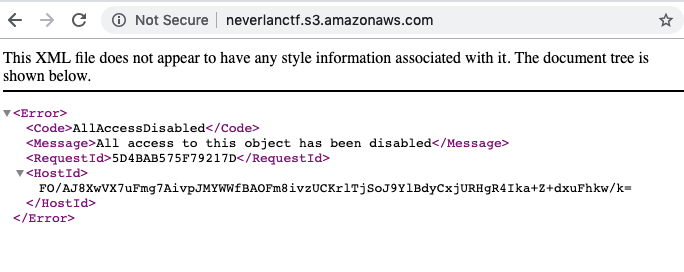 Not Secure | neverlanctf.s3.amazonaws.com
This XML file does not appear to have any style information associated with it. The document tree is
shown below.
<Error>
<Code>AllAccessDisabled</Code>
<Message>All access to this object has been disabled</Message>
<RequestId>5D4BAB575F79217D</RequestId>
<HostId>
FO/AJ8XwVX7uFmg7AivpJMYWWfBAOFm8ivzUCKrlTjSoJ9YlBdyCxjURHgR4Ika+Z+dxuFhkw/k=
</HostId>
</Error>